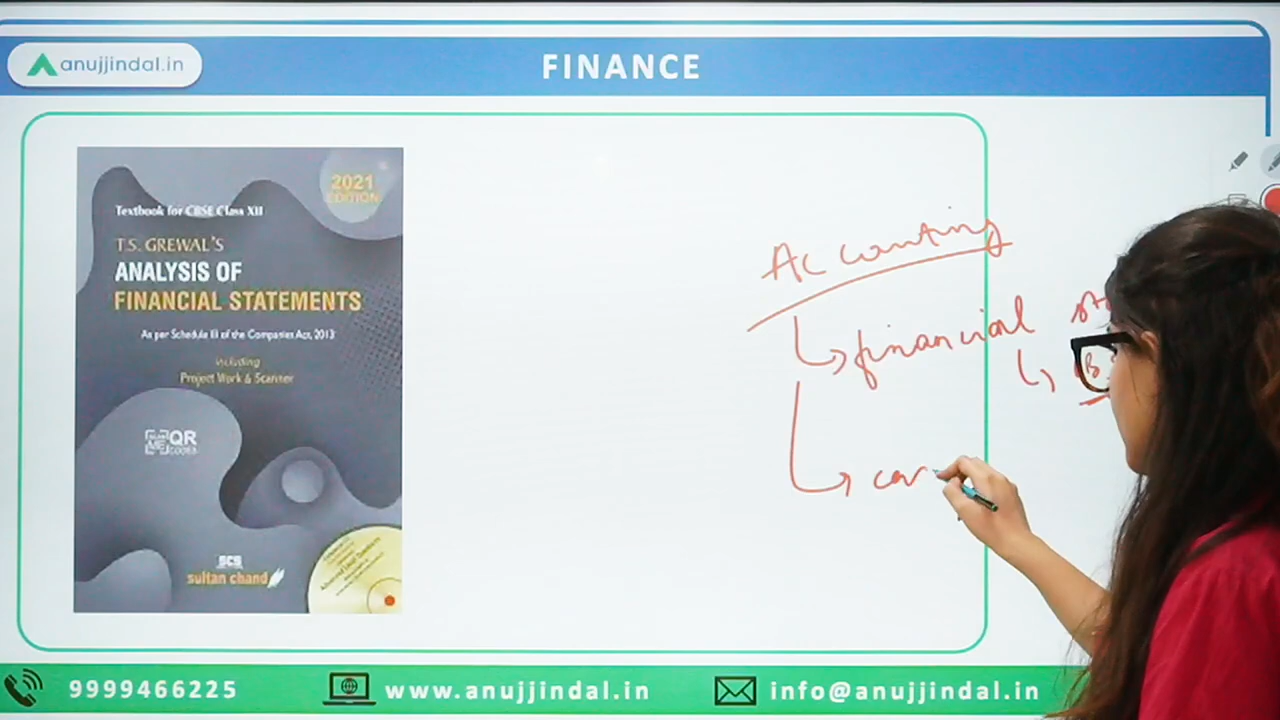 anujjindal.in
FINANCE
2021
EDITION
Textbook for CBSE Class XII
T.S. GREWAL'S
ANALYSIS OF
FINANCIAL STATEMENTS
As per Schedule III of the Companies Act, 2013
Including
Project Work & Scanner
QR
CODES
SCS
sultan chand
Accounting
financial
B
9999466225
www.anujjindal.in
info@anujjindal.in